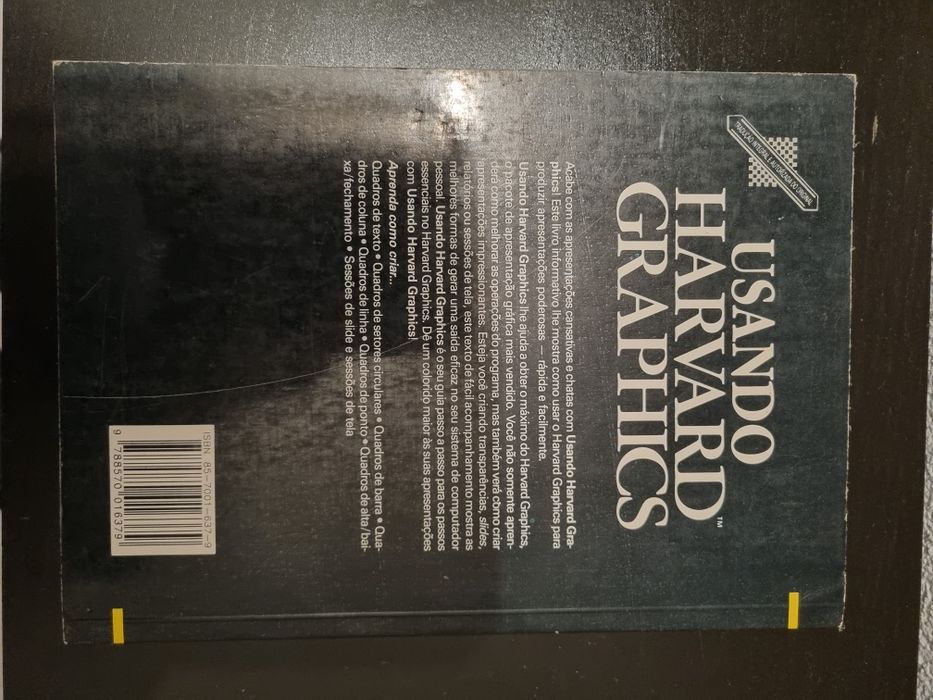 TRADUÇÃO INTEGRAL E AUTORIZADA DO ORIGINAL
USANDO
HARVARD™
GRAPHICS
Acabe com as apresentações cansativas e chatas com Usando Harvard Gra-
phics! Este livro informativo lhe mostra como usar o Harvard Graphics para
produzir apresentações poderosas — rápida e facilmente.
Usando Harvard Graphics lhe ajuda a obter o máximo do Harvard Graphics,
o pacote de apresentação gráfica mais vendido. Você não somente apren-
derá como melhorar as operações do programa, mas também verá como criar
apresentações impressionantes. Esteja você criando transparências, slides,
relatórios ou sessões de tela, este texto de fácil acompanhamento mostra as
melhores formas de gerar uma saída eficaz no seu sistema de computador
pessoal. Usando Harvard Graphics é o seu guia passo a passo para os passos
essenciais no Harvard Graphics. Dê um colorido maior às suas apresentações
com Usando Harvard Graphics!
Aprenda como criar...
Quadros de texto • Quadros de setores circulares • Quadros de barra • Qua-
dros de coluna • Quadros de linha • Quadros de ponto • Quadros de alta/bai-
xa/fechamento • Sessões de slide e sessões de tela
ISBN 85-7001-637-9
9 788570 016379